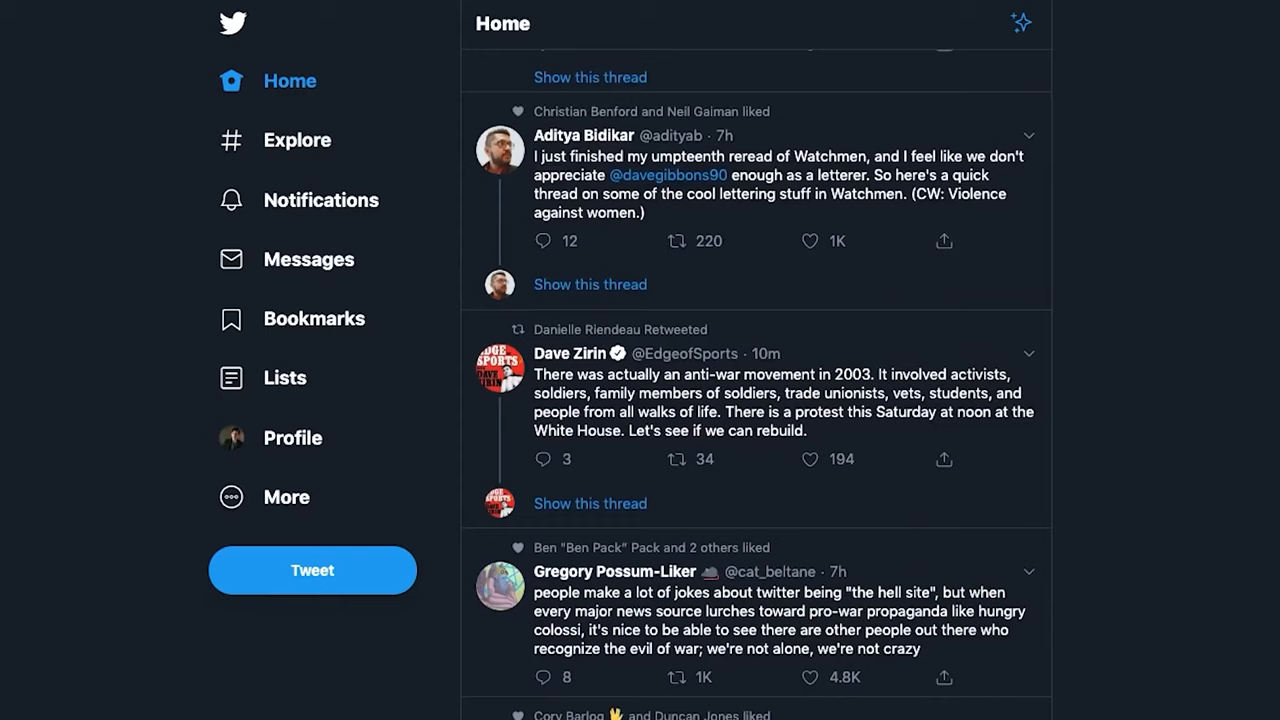 Home
Explore
Notifications
Messages
Bookmarks
Lists
Profile
More
Tweet
Home
Show this thread
Christian Benford and Neil Gaiman liked
Aditya Bidikar @adityab · 7h
I just finished my umpteenth reread of Watchmen, and I feel like we don't
appreciate @davegibbons90 enough as a letterer. So here's a quick
thread on some of the cool lettering stuff in Watchmen. (CW: Violence
against women.)
12 220 1K
Show this thread
Danielle Riendeau Retweeted
EDGE SPORTS DAVE ZIRIN
Dave Zirin @EdgeofSports · 10m
There was actually an anti-war movement in 2003. It involved activists,
soldiers, family members of soldiers, trade unionists, vets, students, and
people from all walks of life. There is a protest this Saturday at noon at the
White House. Let's see if we can rebuild.
3 34 194
Show this thread
Ben "Ben Pack" Pack and 2 others liked
Gregory Possum-Liker @cat_beltane · 7h
people make a lot of jokes about twitter being "the hell site", but when
every major news source lurches toward pro-war propaganda like hungry
colossi, it's nice to be able to see there are other people out there who
recognize the evil of war; we're not alone, we're not crazy
8 1K 4.8K
Cory Barlog 🖖 and Duncan Jones liked